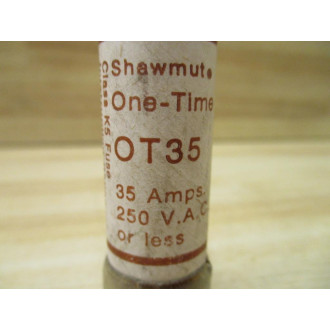 Shawmut
One-Time
OT35
35 Amps.
250 V.A.C
or less
Class K5 Fuse